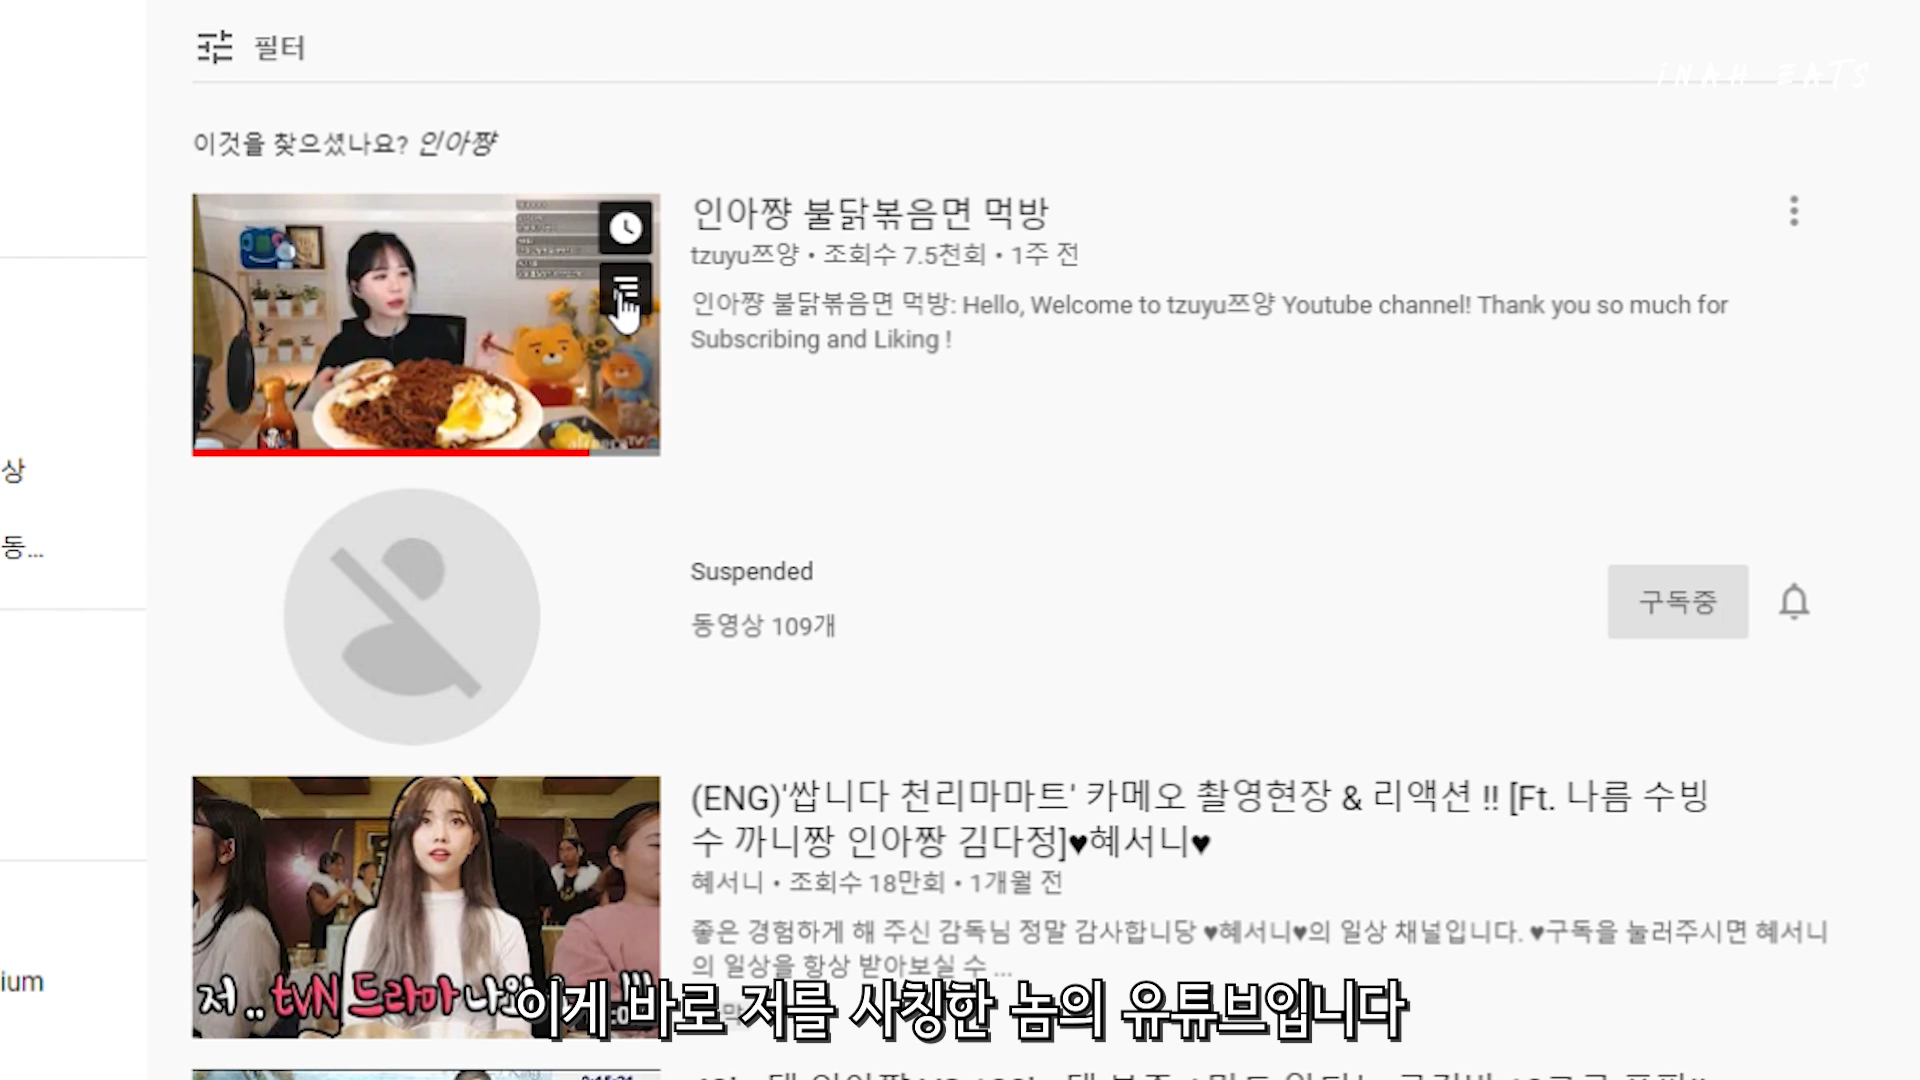 필터
iNAH EATS
이것을 찾으셨나요? 인아쨩
인아쨩 불닭볶음면 먹방
tzuyu쯔양 • 조회수 7.5천회 • 1주 전
인아쨩 불닭볶음면 먹방: Hello, Welcome to tzuyu쯔양 Youtube channel! Thank you so much for
Subscribing and Liking !
상
동...
Suspended
동영상 109개
구독중
(ENG)'쌉니다 천리마마트' 카메오 촬영현장 & 리액션 !! [Ft. 나름 수빙
수 까니짱 인아짱 김다정]♥혜서니♥
혜서니 • 조회수 18만회 • 1개월 전
좋은 경험하게 해 주신 감독님 정말 감사합니당 ♥혜서니♥의 일상 채널입니다. ♥구독을 눌러주시면 혜서니
의 일상을 항상 받아보실 수 ...
ium
저.. tvN 드라마
이게 바로 저를 사칭한 놈의 유튜브입니다